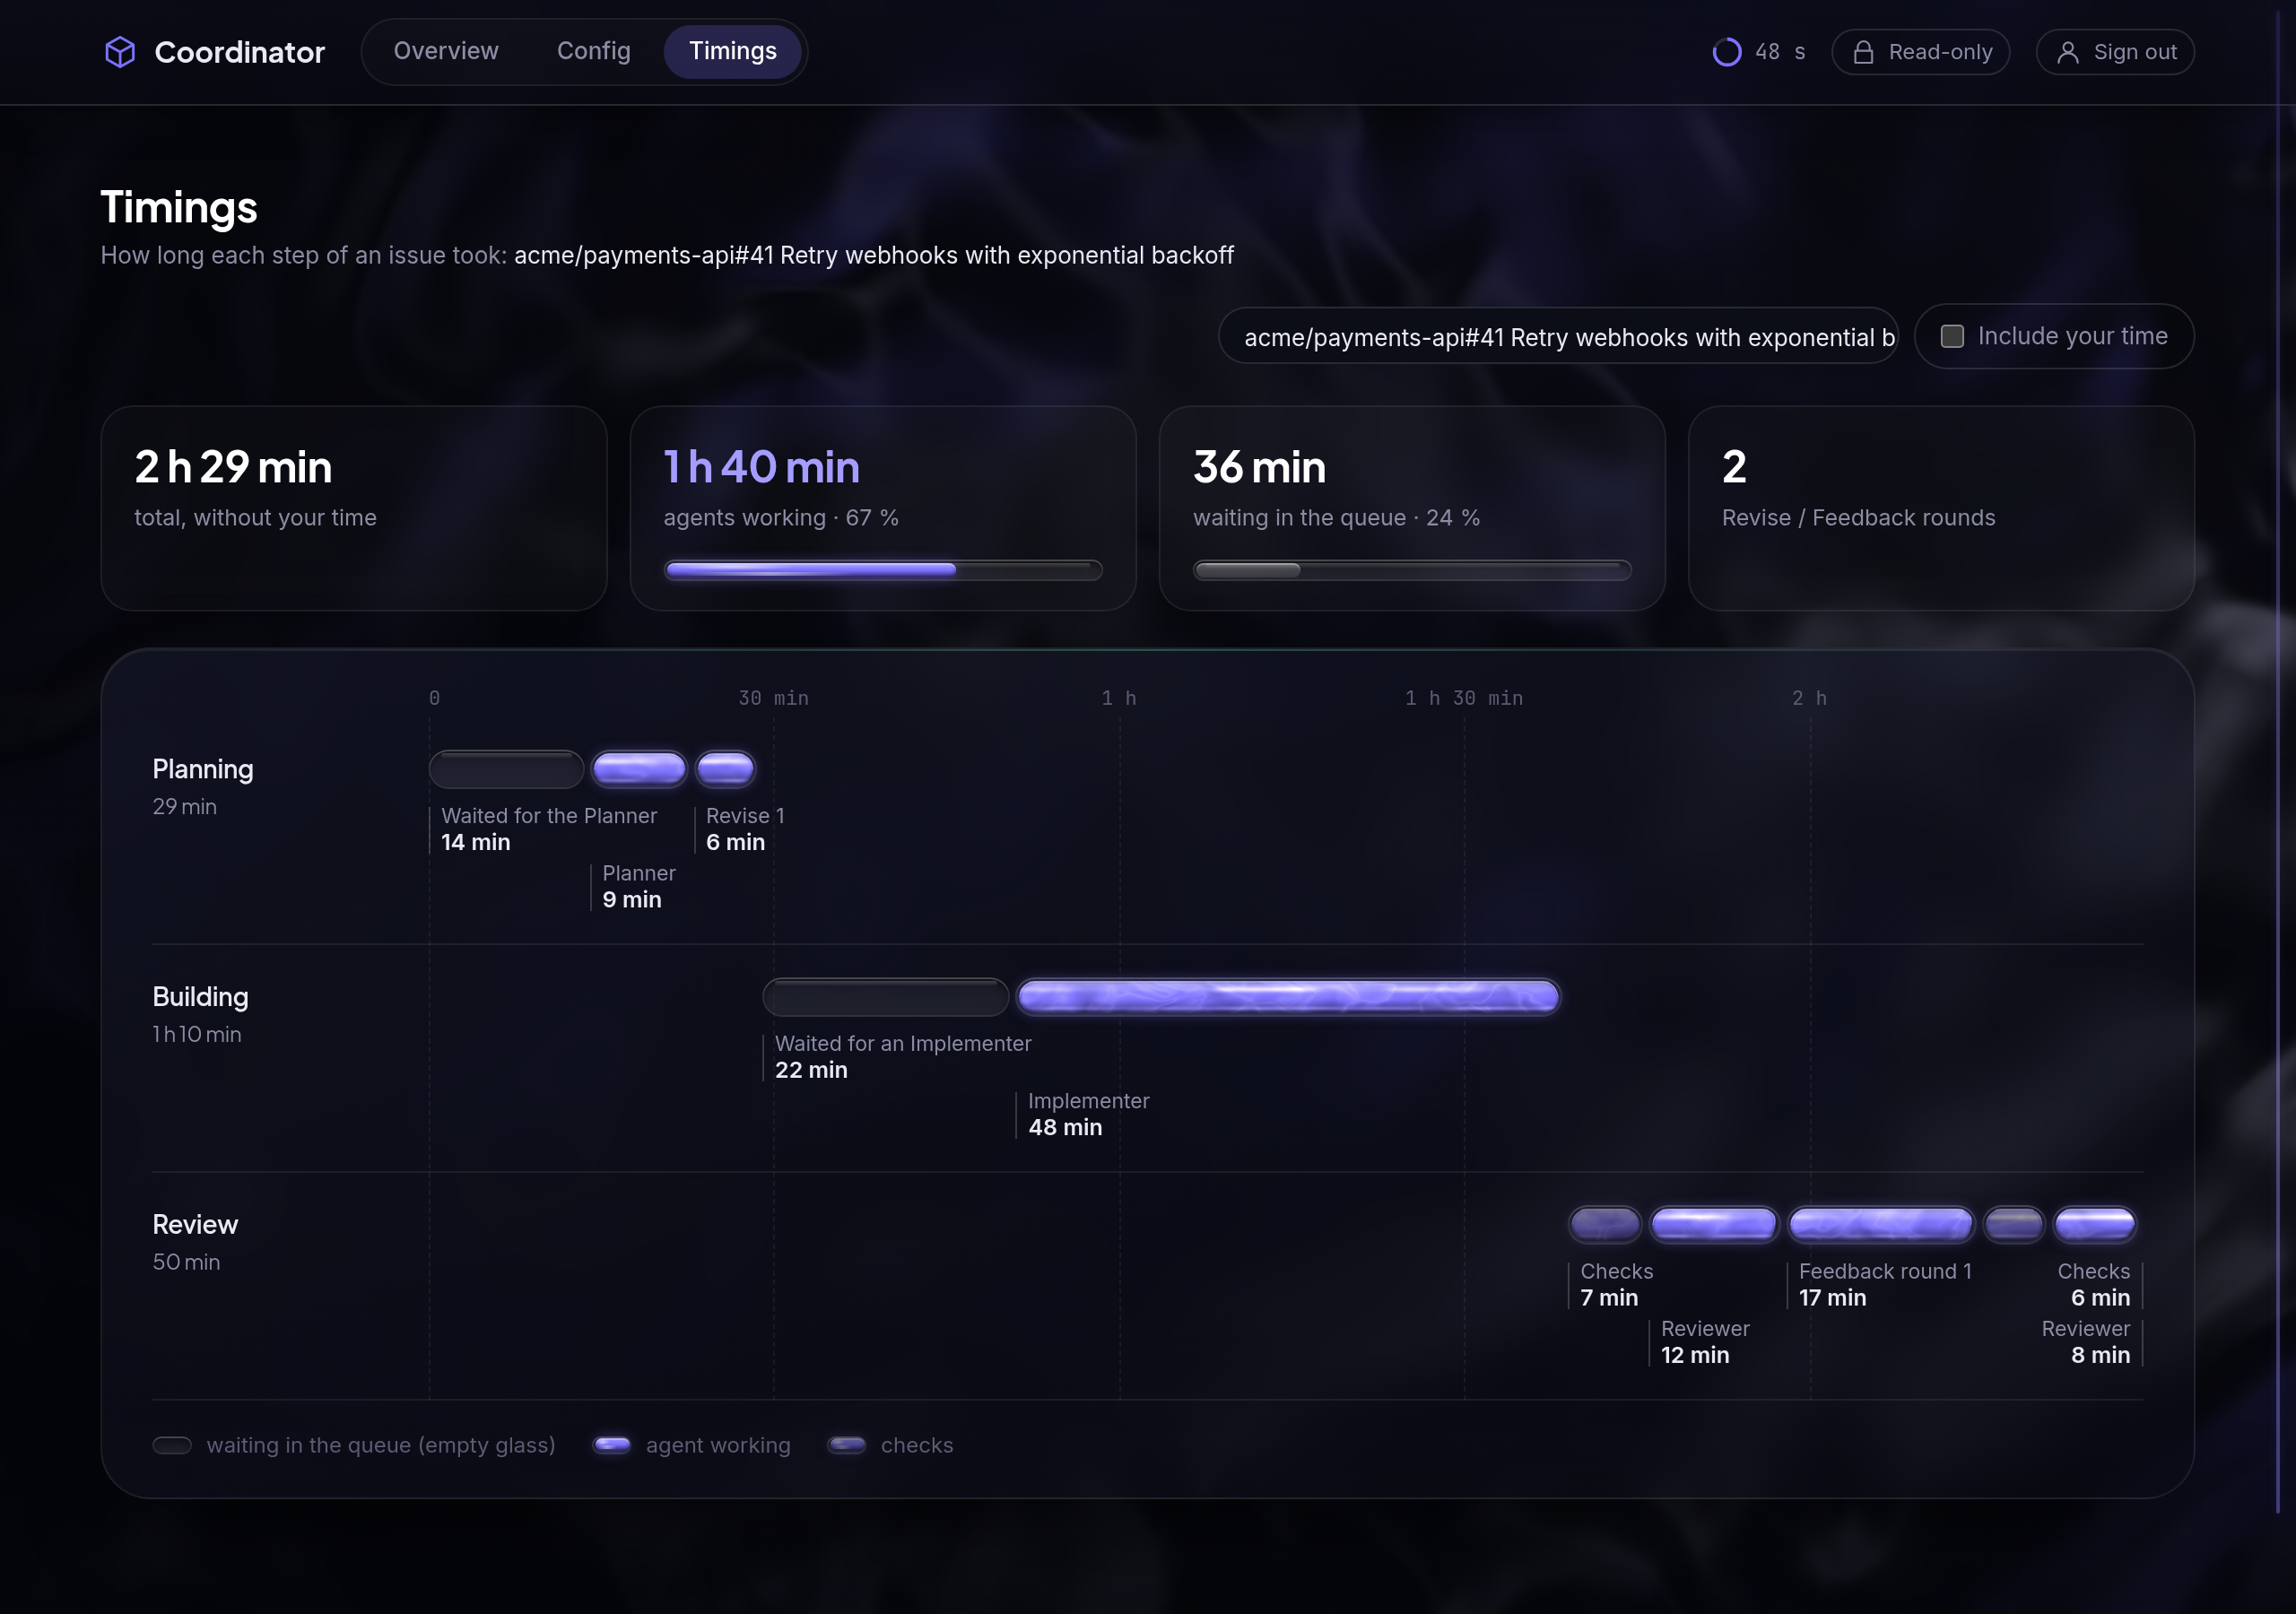 Coordinator Overview Config Timings 48 s Read-only Sign out
Timings
How long each step of an issue took: acme/payments-api#41 Retry webhooks with exponential backoff
acme/payments-api#41 Retry webhooks with exponential b Include your time
2 h 29 min
total, without your time
1 h 40 min
agents working · 67 %
36 min
waiting in the queue · 24 %
2
Revise / Feedback rounds
0 30 min 1 h 1 h 30 min 2 h
Planning
29 min
Waited for the Planner
14 min
Revise 1
6 min
Planner
9 min
Building
1 h 10 min
Waited for an Implementer
22 min
Implementer
48 min
Review
50 min
Checks
7 min
Feedback round 1
17 min
Checks
6 min
Reviewer
12 min
Reviewer
8 min
waiting in the queue (empty glass) agent working checks